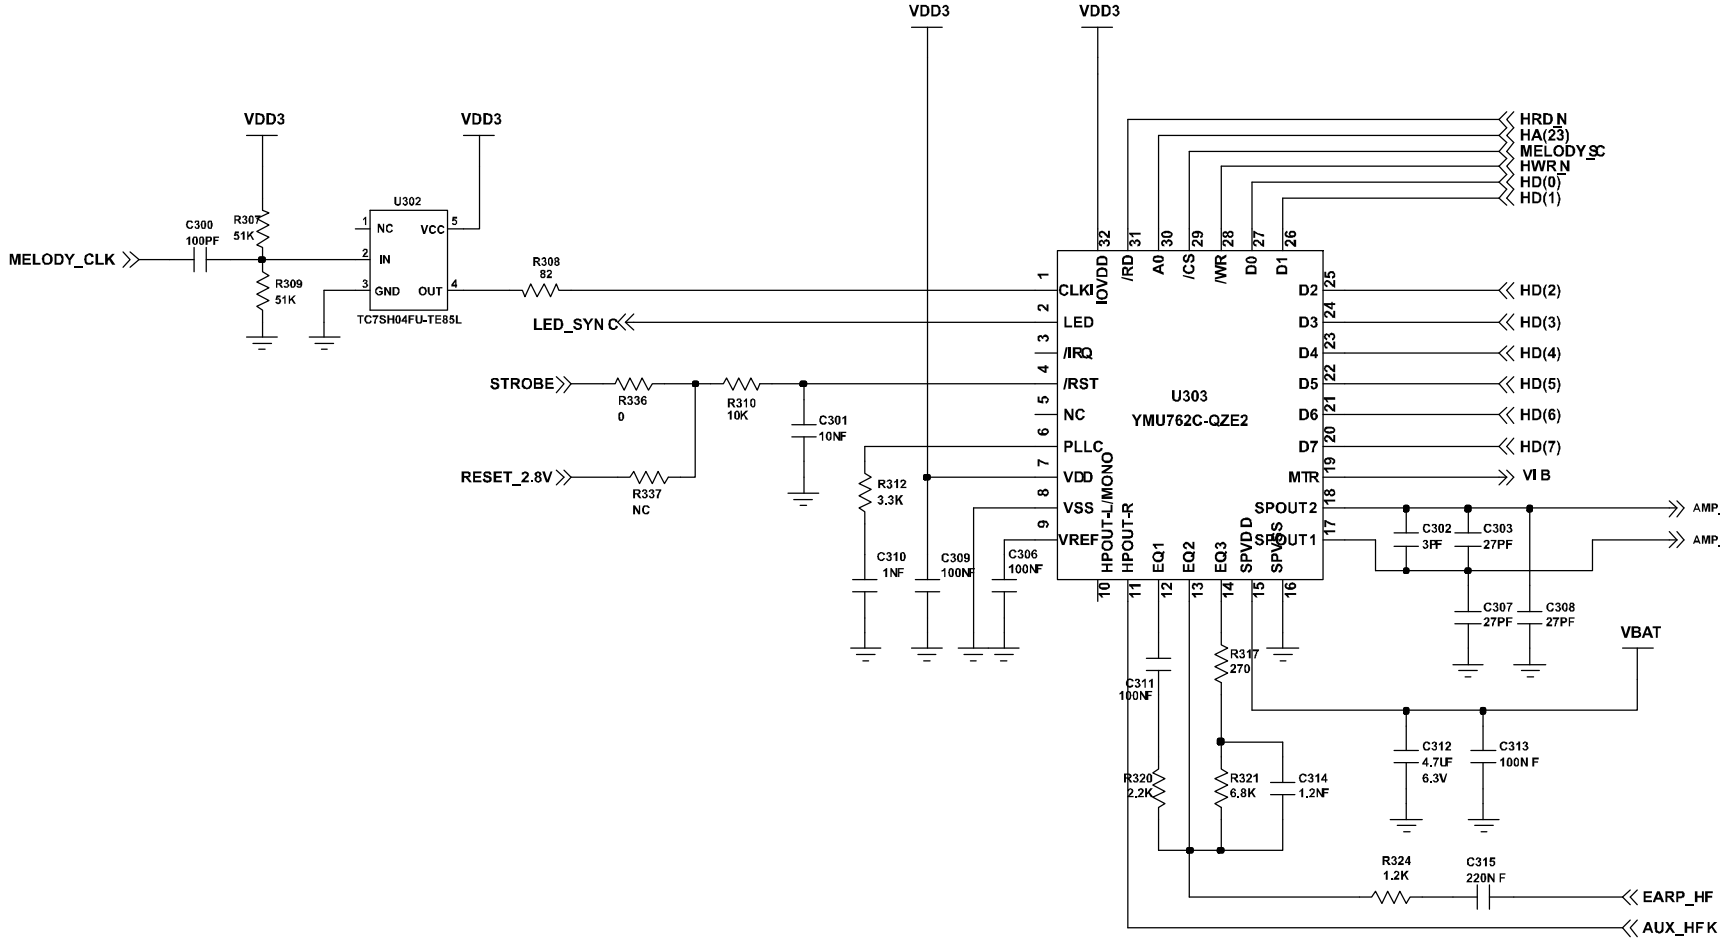 VDD3
VDD3
VDD3
VDD3
HRD_N
HA(23)
MELODY_SC
HWR_N
HD(0)
HD(1)
U302
C300
100PF
R307
51K
1
NC
VCC
5
MELODY_CLK
2
IN
R309
51K
3
GND
OUT
4
TC7SH04FU-TE85L
R308
82
32
31
30
29
28
27
26
IOVDD
/RD
A0
/CS
/WR
D0
D1
1
CLKI
D2
25
HD(2)
LED_SYNC
2
LED
D3
24
HD(3)
3
/IRQ
D4
23
HD(4)
STROBE
R336
0
R310
10K
4
/RST
D5
22
HD(5)
U303
YMU762C-QZE2
C301
10NF
5
NC
D6
21
HD(6)
6
PLLC
D7
20
HD(7)
RESET_2.8V
R337
NC
R312
3.3K
7
VDD
MTR
19
VIB
8
VSS
SPOUT2
18
AMP_
9
VREF
SPOUT1
17
AMP_
C302
3PF
C303
27PF
HPOUT-L/MONO
HPOUT-R
EQ1
EQ2
EQ3
SPVDD
SPVSS
10
11
12
13
14
15
16
C310
1NF
C309
100NF
C306
100NF
C307
27PF
C308
27PF
VBAT
R317
270
C311
100NF
C312
4.7UF
6.3V
C313
100NF
R320
2.2K
R321
6.8K
C314
1.2NF
R324
1.2K
C315
220NF
EARP_HF
AUX_HFK